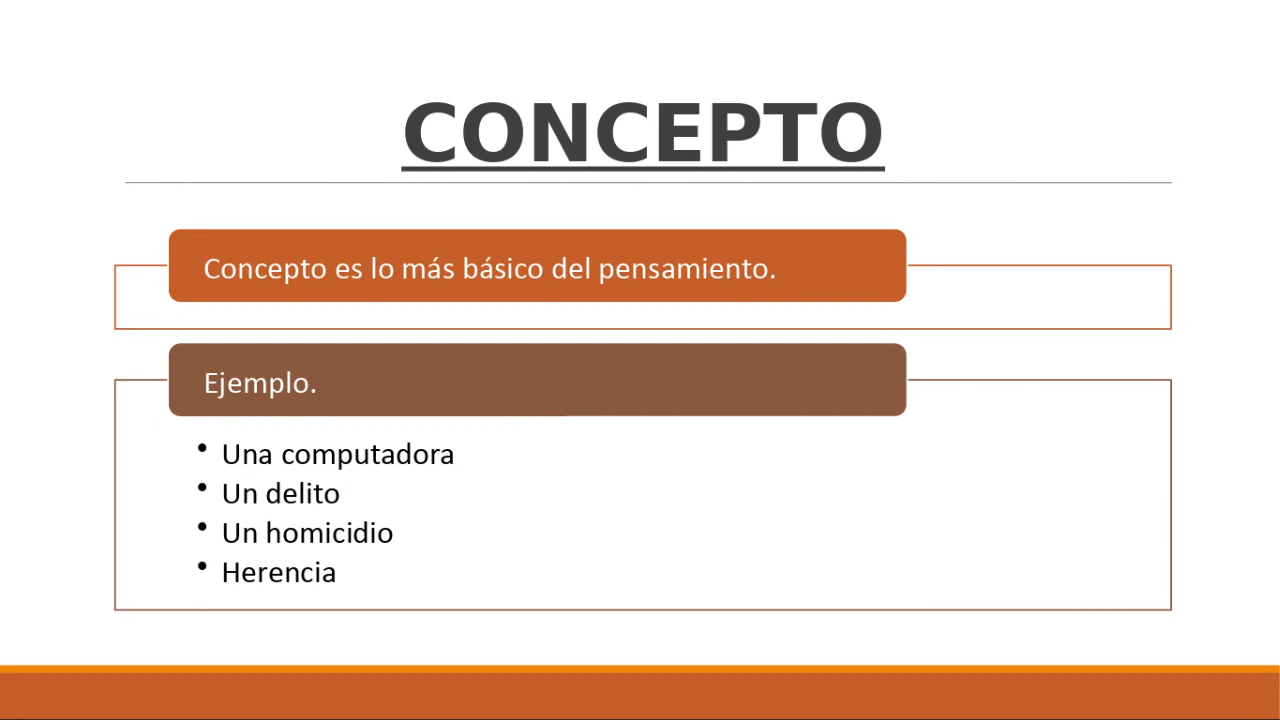 CONCEPTO
Concepto es lo más básico del pensamiento.
Ejemplo.
• Una computadora
• Un delito
• Un homicidio
• Herencia